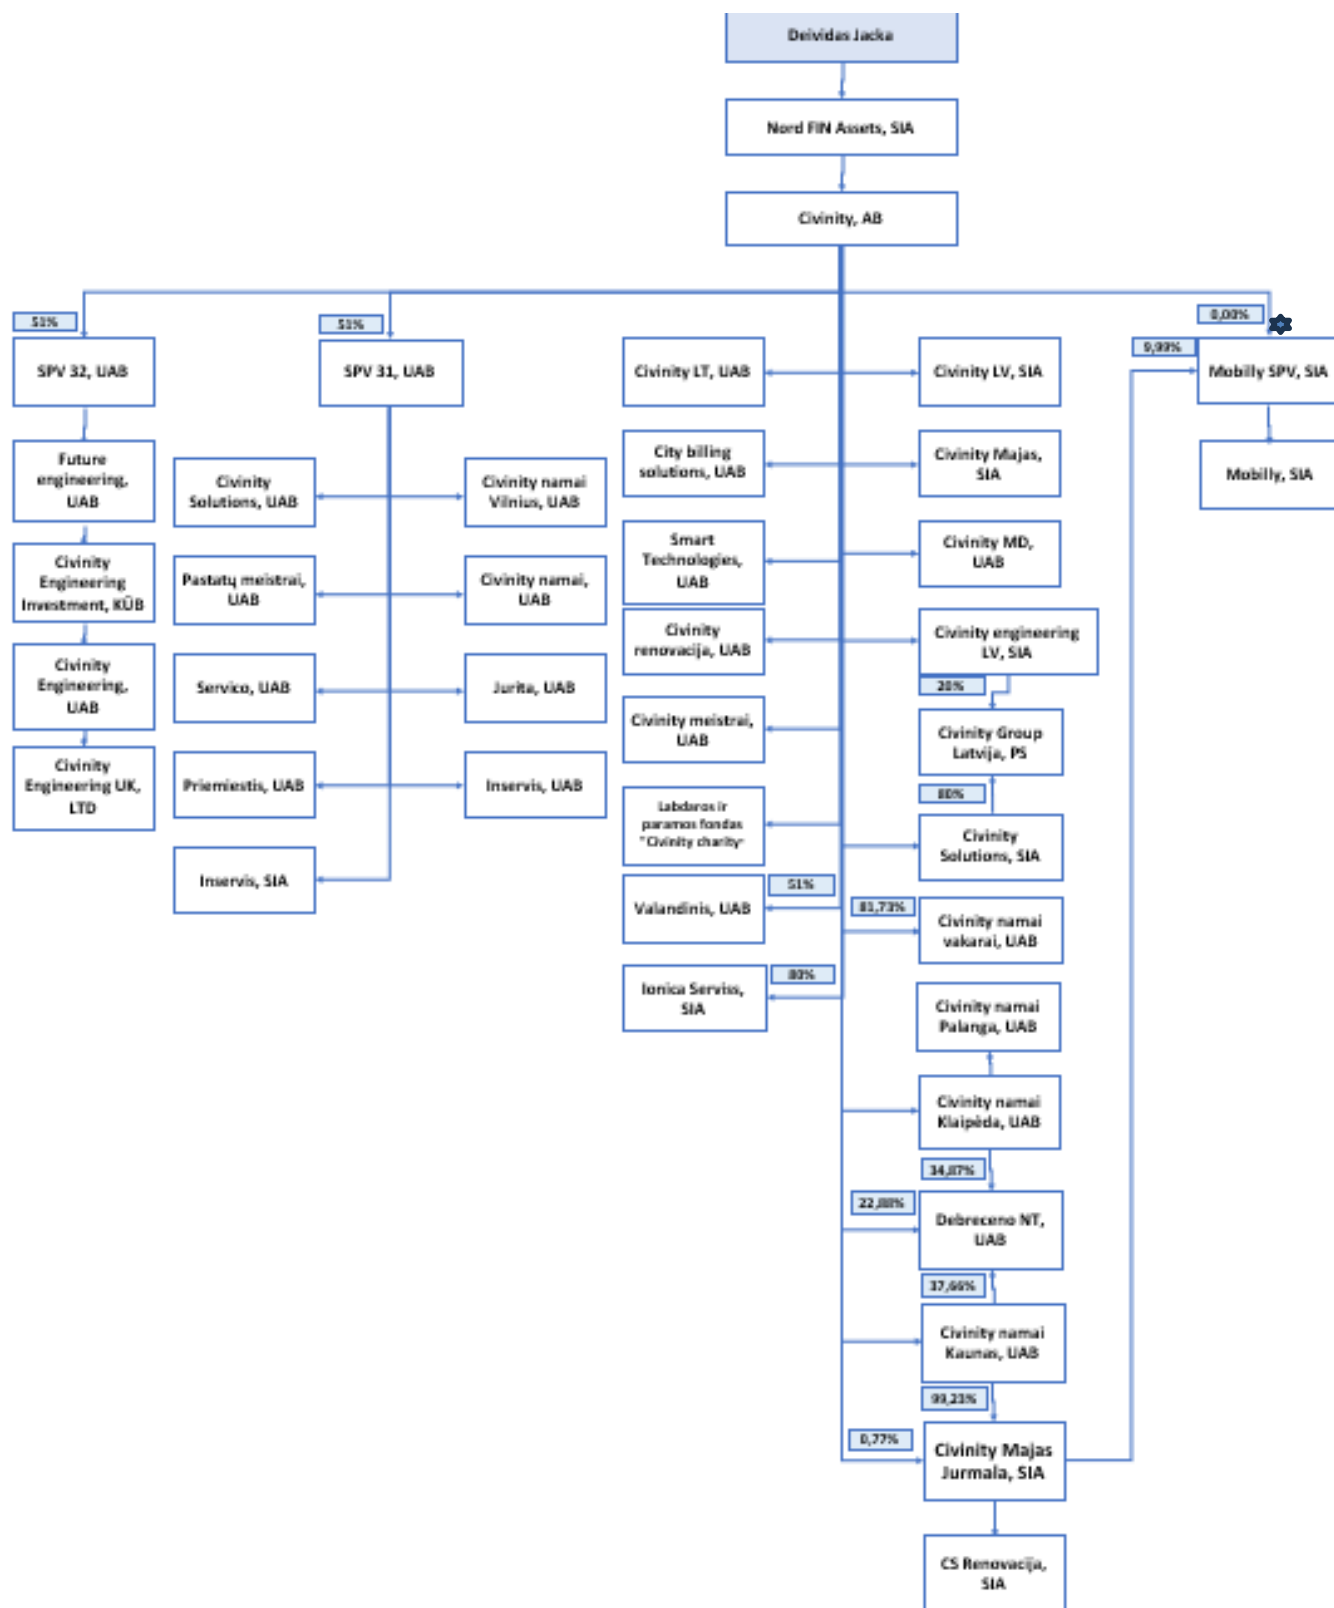 Deividas Jacka
Nord FIN Assets, SIA
Civinity, AB
51%
SPV 32, UAB
Future
engineering,
UAB
Civinity
Engineering
Investment, KŪB
Civinity
Engineering,
UAB
Civinity
Engineering UK,
LTD
51%
SPV 31, UAB
Civinity
Solutions, UAB
Civinity namai
Vilnius, UAB
Pastatų meistrai,
UAB
Civinity namai,
UAB
Servico, UAB
Jurita, UAB
Priemiestis, UAB
Inservis, UAB
Inservis, SIA
Civinity LT, UAB
City billing
solutions, UAB
Smart
Technologies,
UAB
Civinity
renovacija, UAB
Civinity meistrai,
UAB
Labdaros ir
paramos fondas
"Civinity charity"
51%
Valandinis, UAB
80%
Ionica Serviss,
SIA
Civinity LV, SIA
Civinity Majas,
SIA
Civinity MD,
UAB
Civinity engineering
LV, SIA
20%
Civinity Group
Latvija, PS
80%
Civinity
Solutions, SIA
81,73%
Civinity namai
vakarai, UAB
Civinity namai
Palanga, UAB
Civinity namai
Klaipėda, UAB
34,87%
22,88%
Debreceno NT,
UAB
37,66%
Civinity namai
Kaunas, UAB
99,23%
0,77%
Civinity Majas
Jurmala, SIA
CS Renovacija,
SIA
0,00%
9,99%
Mobilly SPV, SIA
Mobilly, SIA